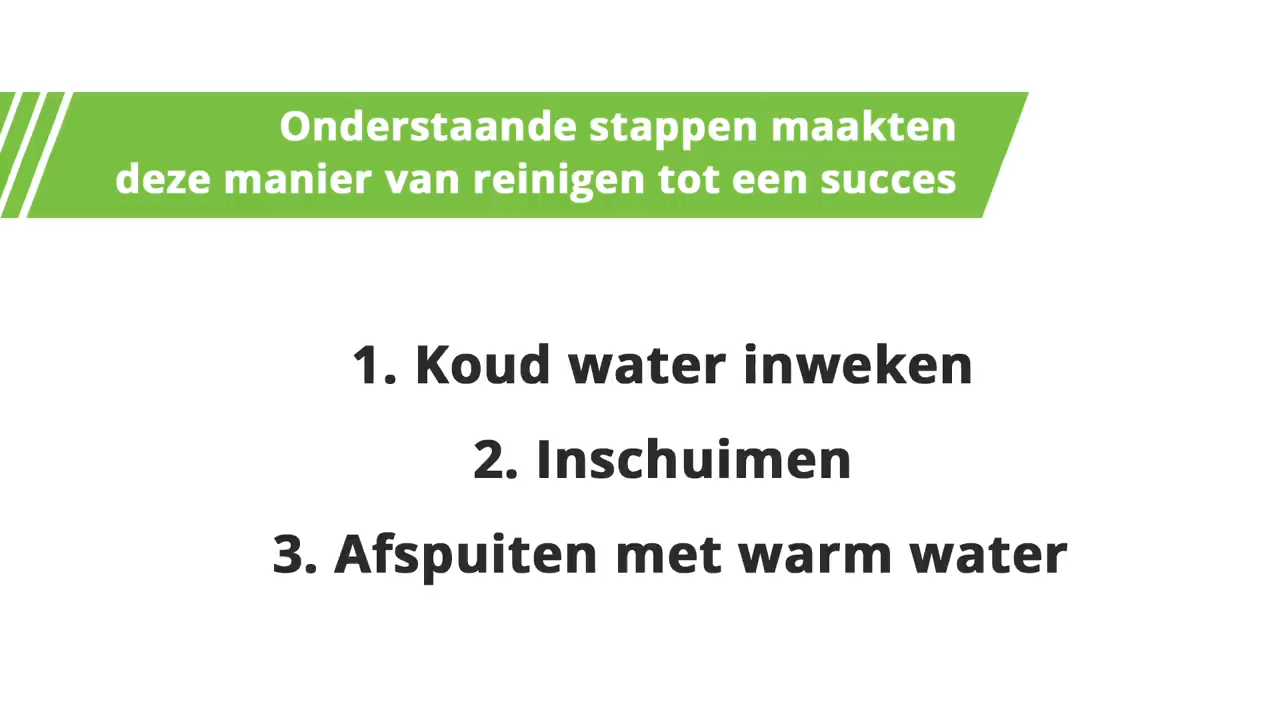 Onderstaande stappen maakten
deze manier van reinigen tot een succes
1. Koud water inweken
2. Inschuimen
3. Afspuiten met warm water